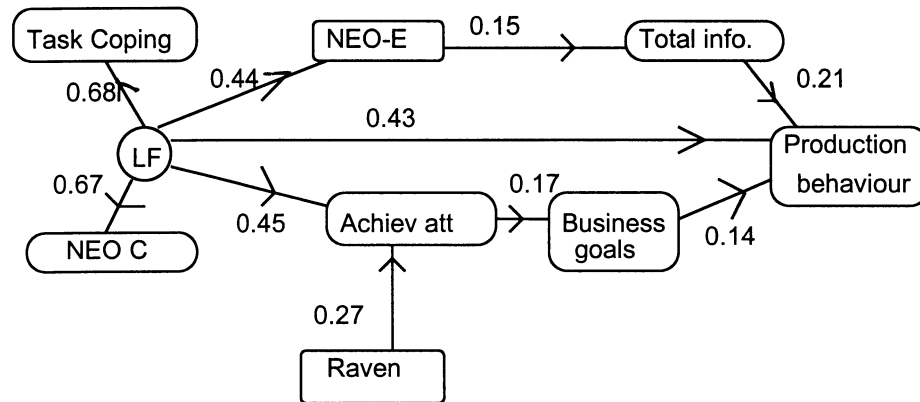 Task Coping
NEO-E
0.15
Total info.
0.68
0.44
0.21
0.43
LF
Production
behaviour
0.67
0.45
Achiev att
0.17
Business
goals
0.14
NEO C
0.27
Raven